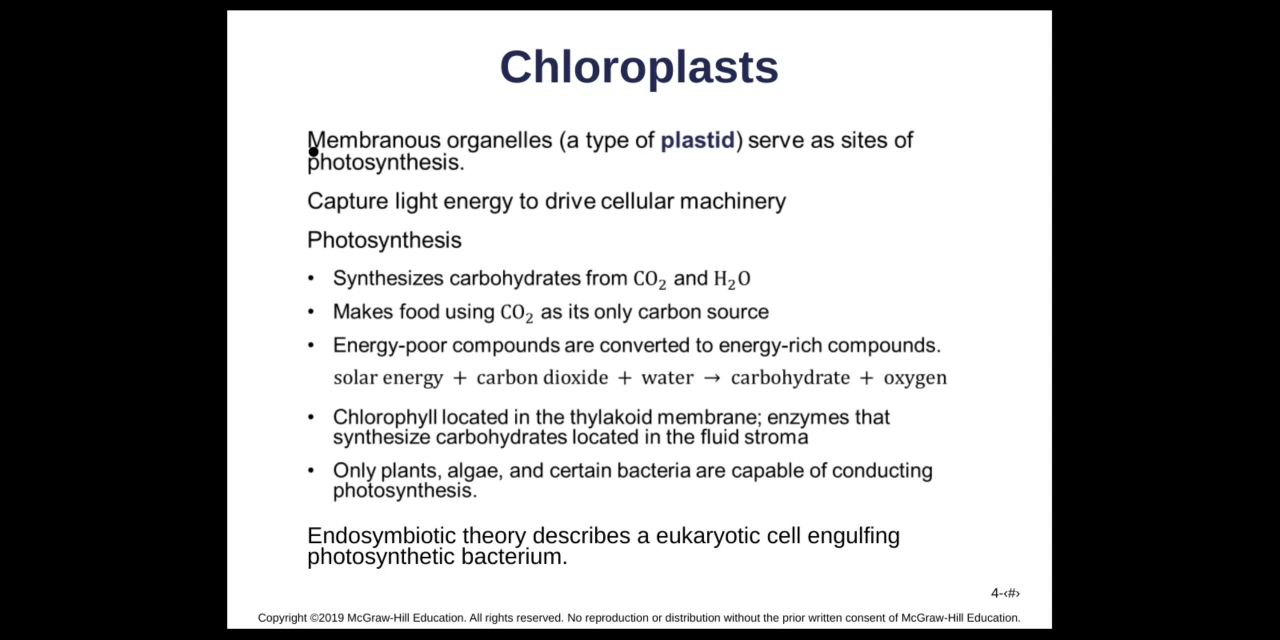 Chloroplasts
Membranous organelles (a type of plastid) serve as sites of
photosynthesis.
Capture light energy to drive cellular machinery
Photosynthesis
• Synthesizes carbohydrates from CO₂ and H₂O
• Makes food using CO₂ as its only carbon source
• Energy-poor compounds are converted to energy-rich compounds.
solar energy + carbon dioxide + water → carbohydrate + oxygen
• Chlorophyll located in the thylakoid membrane; enzymes that
synthesize carbohydrates located in the fluid stroma
• Only plants, algae, and certain bacteria are capable of conducting
photosynthesis.
Endosymbiotic theory describes a eukaryotic cell engulfing
photosynthetic bacterium.
4-‹#›
Copyright ©2019 McGraw-Hill Education. All rights reserved. No reproduction or distribution without the prior written consent of McGraw-Hill Education.